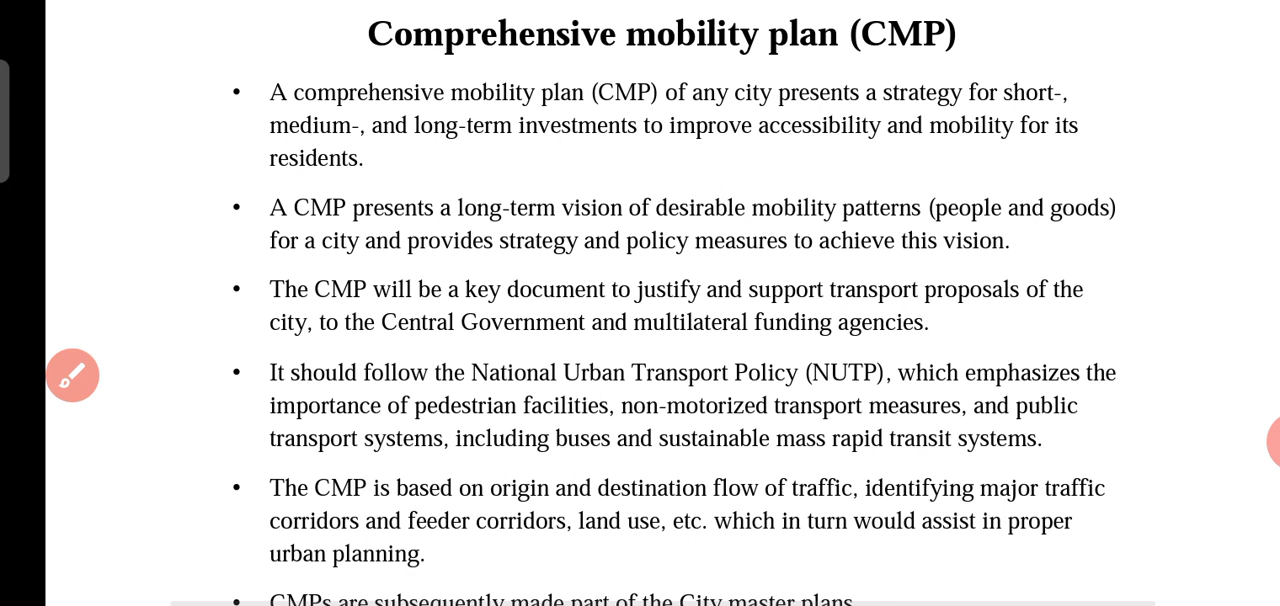 Comprehensive mobility plan (CMP)
• A comprehensive mobility plan (CMP) of any city presents a strategy for short-,
medium-, and long-term investments to improve accessibility and mobility for its
residents.
• A CMP presents a long-term vision of desirable mobility patterns (people and goods)
for a city and provides strategy and policy measures to achieve this vision.
• The CMP will be a key document to justify and support transport proposals of the
city, to the Central Government and multilateral funding agencies.
• It should follow the National Urban Transport Policy (NUTP), which emphasizes the
importance of pedestrian facilities, non-motorized transport measures, and public
transport systems, including buses and sustainable mass rapid transit systems.
• The CMP is based on origin and destination flow of traffic, identifying major traffic
corridors and feeder corridors, land use, etc. which in turn would assist in proper
urban planning.
• CMPs are subsequently made part of the City master plans